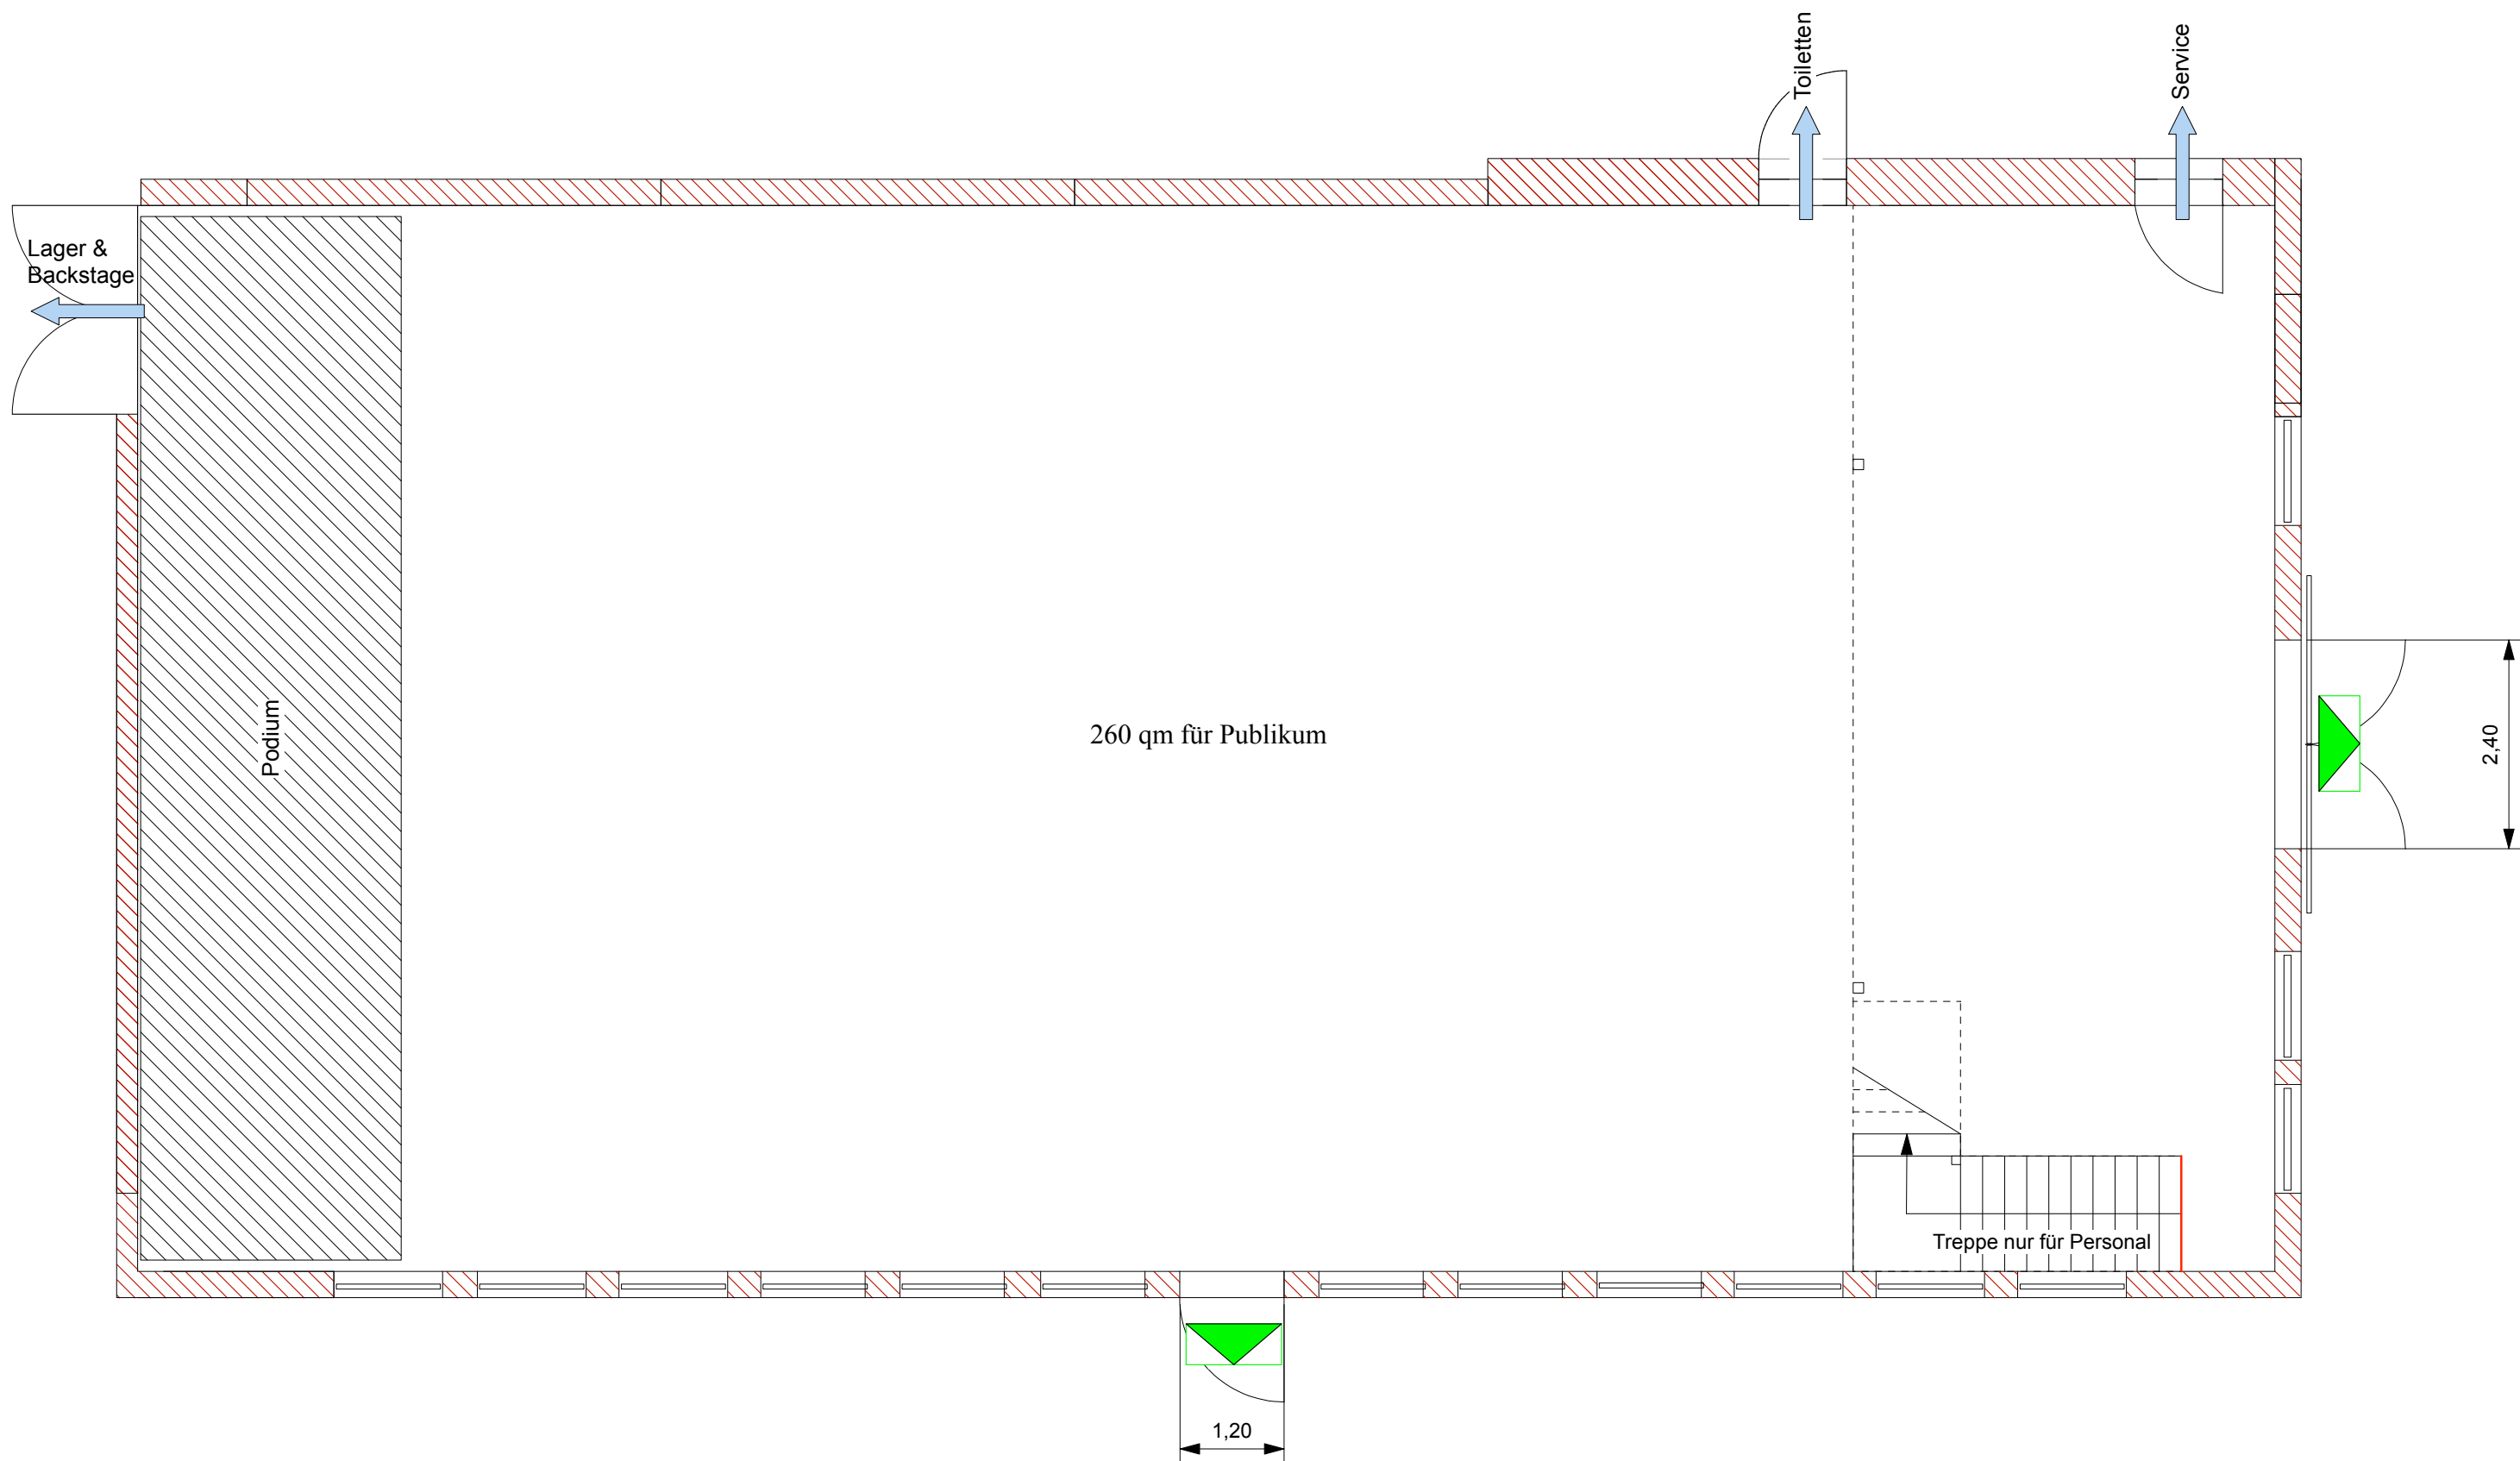 Toiletten
Service
Lager &
Backstage
Podium
260 qm für Publikum
2,40
Treppe nur für Personal
1,20